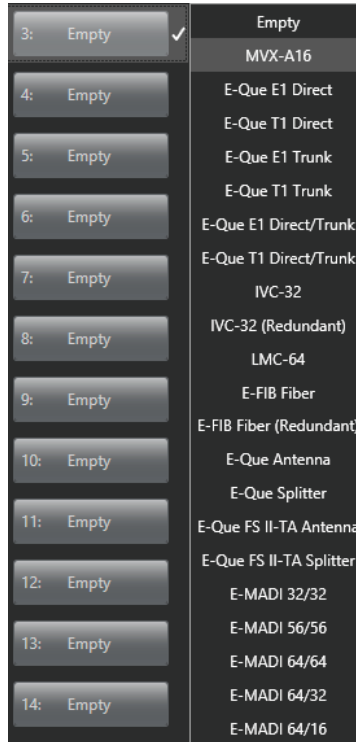 3: Empty
4: Empty
5: Empty
6: Empty
7: Empty
8: Empty
9: Empty
10: Empty
11: Empty
12: Empty
13: Empty
14: Empty
Empty
MVX-A16
E-Que E1 Direct
E-Que T1 Direct
E-Que E1 Trunk
E-Que T1 Trunk
E-Que E1 Direct/Trunk
E-Que T1 Direct/Trunk
IVC-32
IVC-32 (Redundant)
LMC-64
E-FIB Fiber
E-FIB Fiber (Redundant)
E-Que Antenna
E-Que Splitter
E-Que FS II-TA Antenna
E-Que FS II-TA Splitter
E-MADI 32/32
E-MADI 56/56
E-MADI 64/64
E-MADI 64/32
E-MADI 64/16